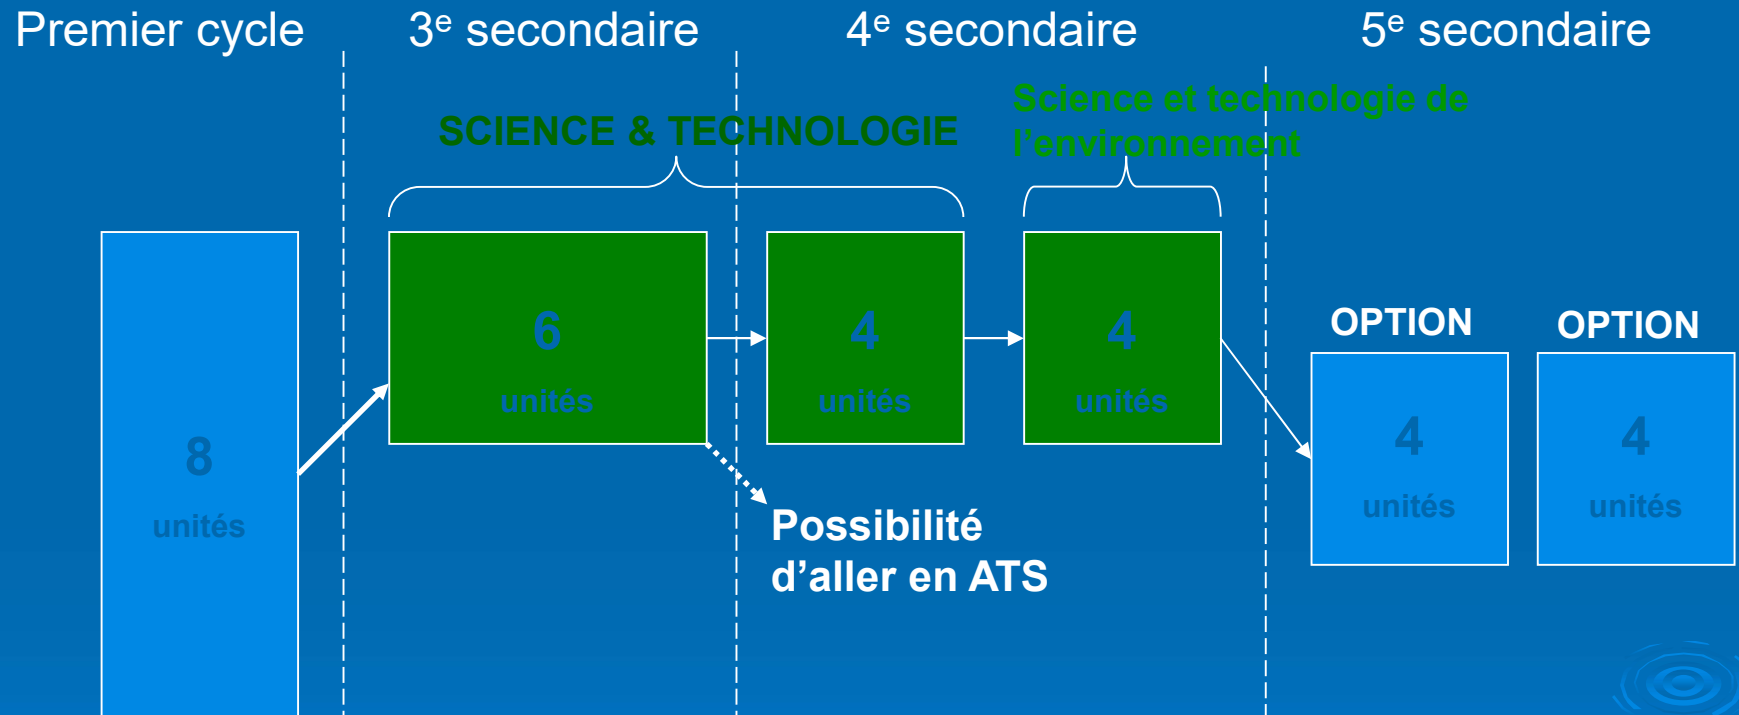 Premier cycle
3e secondaire
4e secondaire
5e secondaire
SCIENCE & TECHNOLOGIE
Science et technologie de
l’environnement
8
unités
6
unités
4
unités
4
unités
OPTION
4
unités
OPTION
4
unités
Possibilité
d’aller en ATS